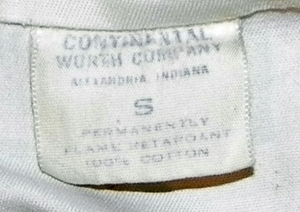 CONTINENTAL
WORTH COMPANY
ALEXANDRIA, INDIANA
S
PERMANENTLY
FLAME RETARDANT
100% COTTON